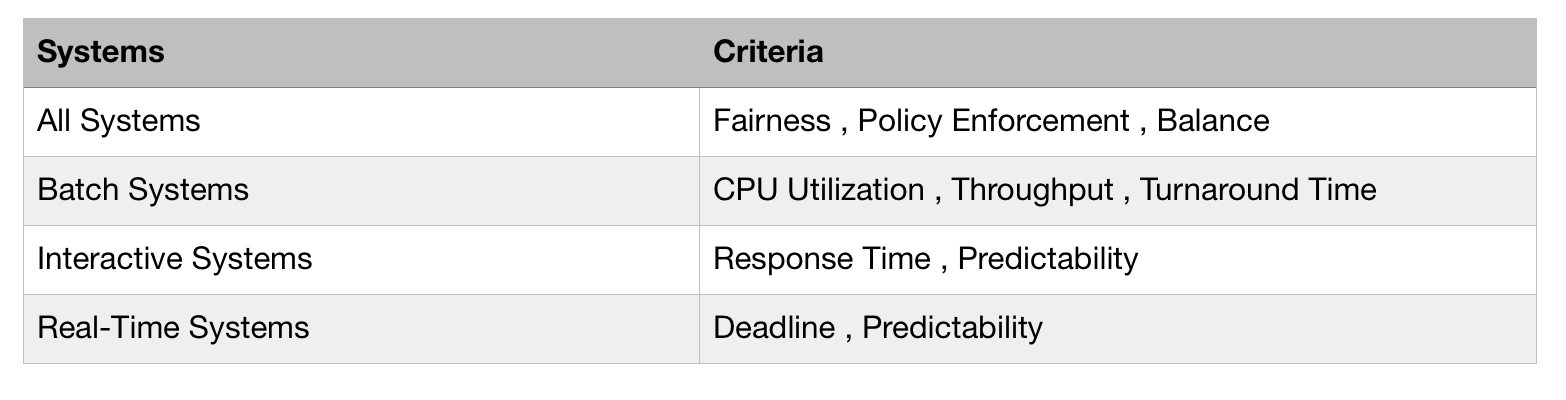 Systems Criteria
All Systems Fairness , Policy Enforcement , Balance
Batch Systems CPU Utilization , Throughput , Turnaround Time
Interactive Systems Response Time , Predictability
Real-Time Systems Deadline , Predictability